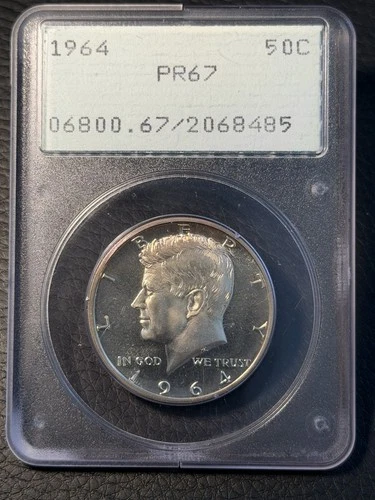 1964 50C
PR67
06800.67/2068485
LIBERTY
IN GOD WE TRUST
1964